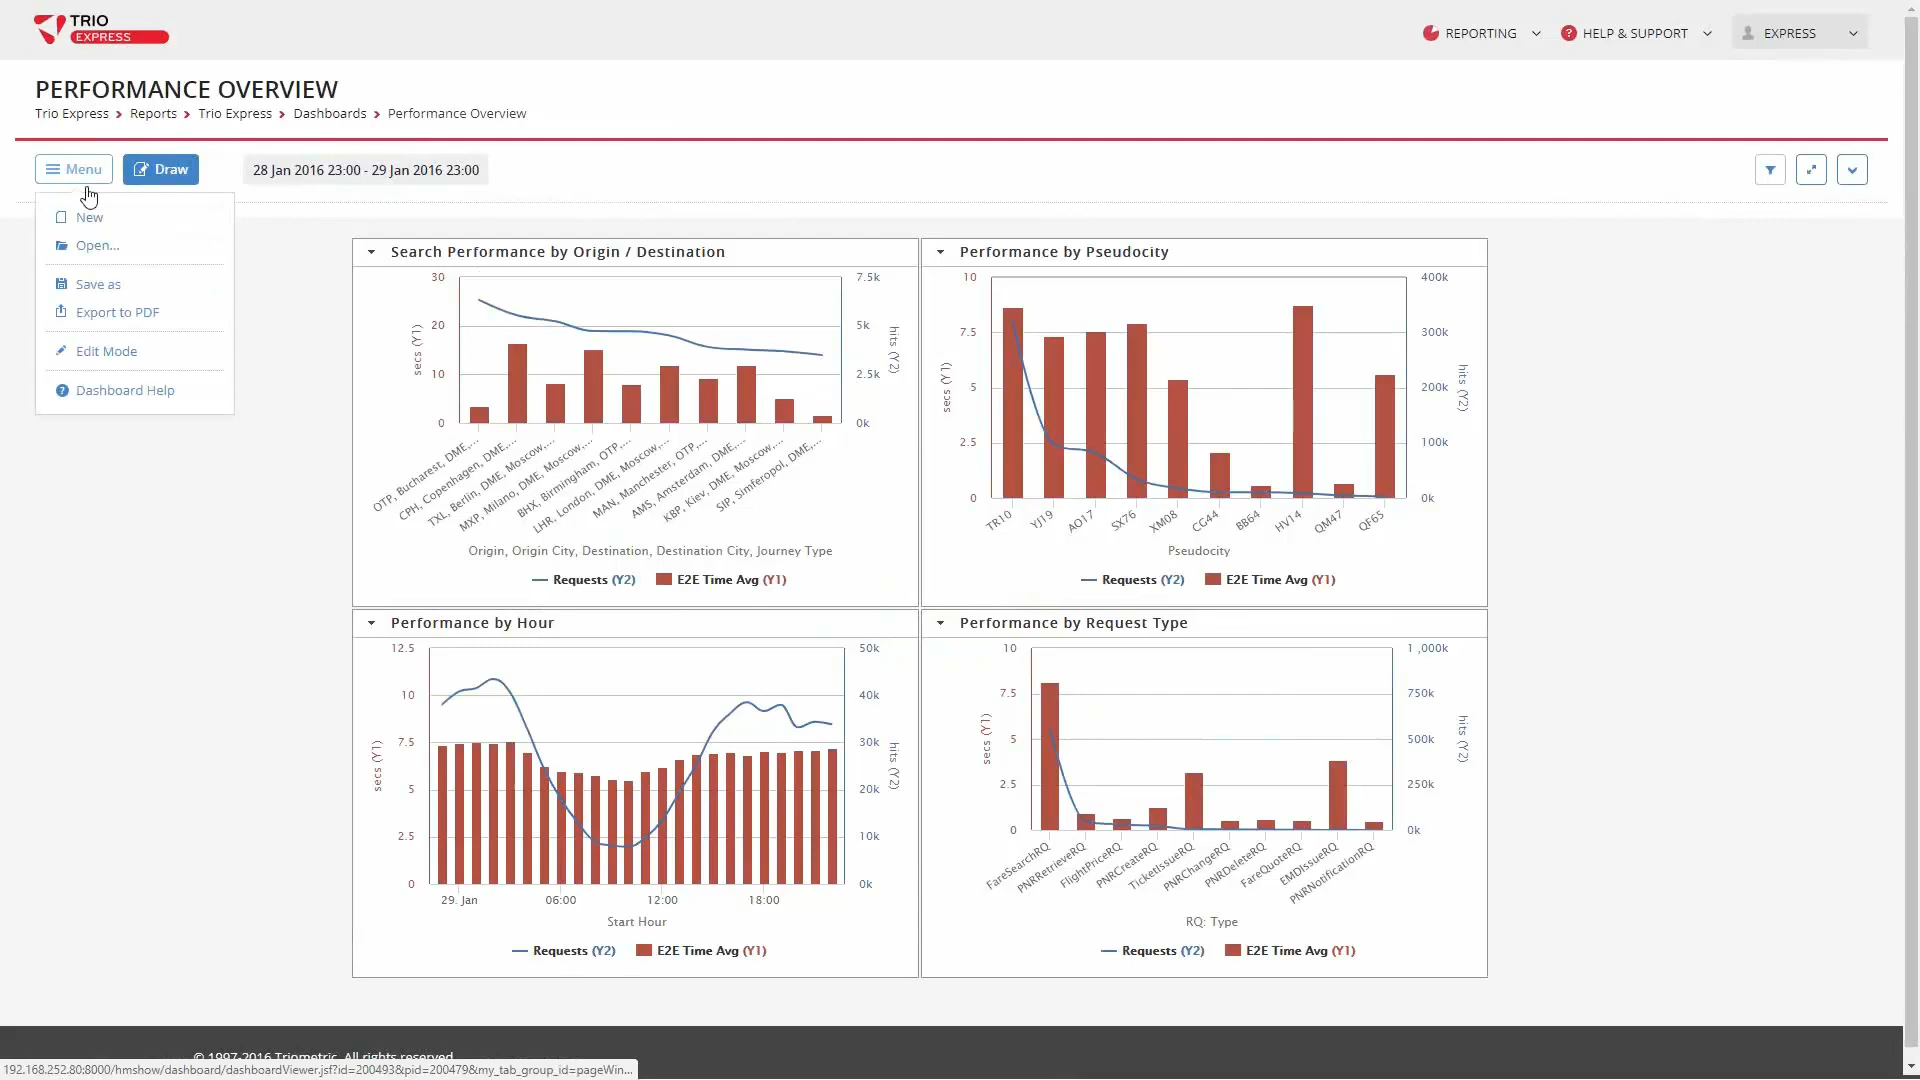 TRIO
EXPRESS
REPORTING
HELP & SUPPORT
EXPRESS
PERFORMANCE OVERVIEW
Trio Express > Reports > Trio Express > Dashboards > Performance Overview
Menu
Draw
28 Jan 2016 23:00 - 29 Jan 2016 23:00
New
Open...
Save as
Export to PDF
Edit Mode
Dashboard Help
Search Performance by Origin / Destination
30
20
10
0
secs (Y1)
7.5k
5k
2.5k
0k
hits (Y2)
OTP, Bucharest, DME,...
CPH, Copenhagen, DME,...
TXL, Berlin, DME, Moscow,...
MXP, Milano, DME, Moscow,...
BHX, Birmingham, OTP,...
LHR, London, DME, Moscow,...
MAN, Manchester, OTP,...
AMS, Amsterdam, DME,...
KBP, Kiev, DME, Moscow,...
SIP, Simferopol, DME,...
Origin, Origin City, Destination, Destination City, Journey Type
Requests (Y2)
E2E Time Avg (Y1)
Performance by Pseudocity
10
7.5
5
2.5
0
secs (Y1)
400k
300k
200k
100k
0k
hits (Y2)
TR10
YJ19
AO17
SX76
XM08
CG44
BB64
HV14
QM47
QF65
Pseudocity
Requests (Y2)
E2E Time Avg (Y1)
Performance by Hour
12.5
10
7.5
5
2.5
0
secs (Y1)
50k
40k
30k
20k
10k
0k
hits (Y2)
29. Jan
06:00
12:00
18:00
Start Hour
Requests (Y2)
E2E Time Avg (Y1)
Performance by Request Type
10
7.5
5
2.5
0
secs (Y1)
1 ,000k
750k
500k
250k
0k
hits (Y2)
FareSearchRQ
PNRRetrieveRQ
FlightPriceRQ
PNRCreateRQ
TicketIssueRQ
PNRChangeRQ
PNRDeleteRQ
FareQuoteRQ
EMDIssueRQ
PNRNotificationRQ
RQ: Type
Requests (Y2)
E2E Time Avg (Y1)
© 1997-2016 Triometric. All rights reserved
192.168.252.80:8000/hmshow/dashboard/dashboardViewer.jsf?id=200493&pid=200479&my_tab_group_id=pageWin...